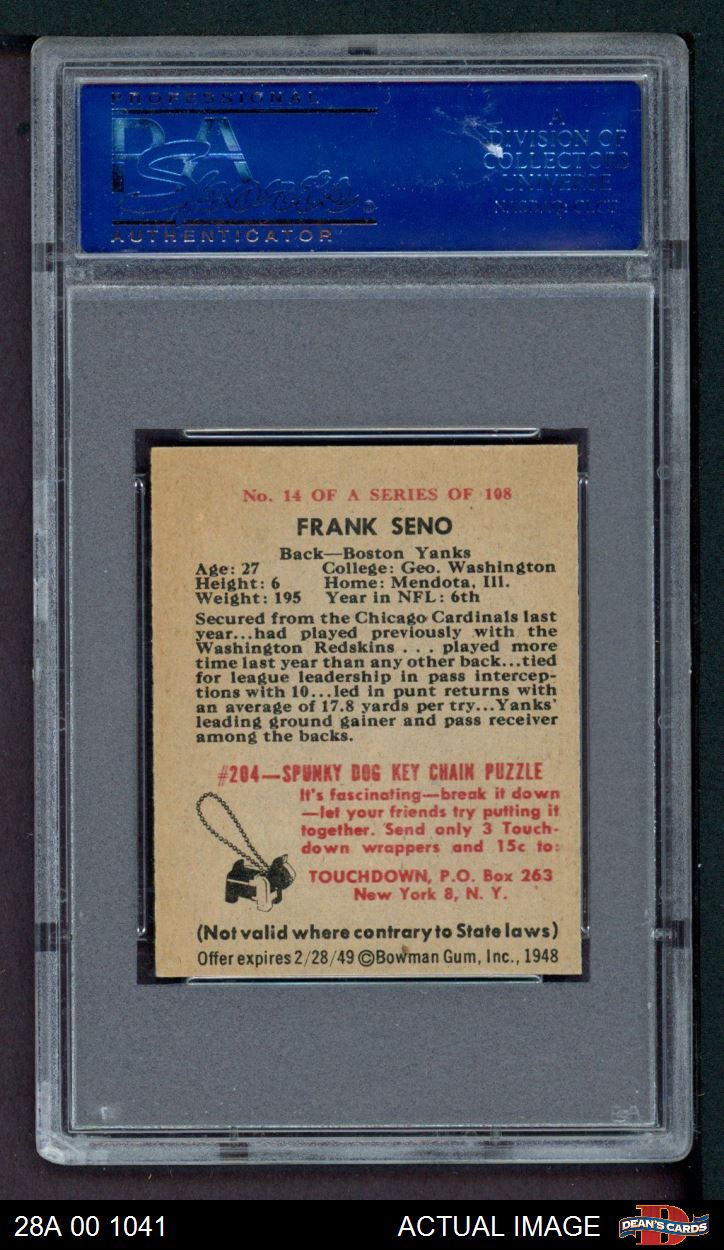 PROFESSIONAL
PSA
Sports
AUTHENTICATOR
A
DIVISION OF
COLLECTORS
UNIVERSE
NASDAQ: CLCT
No. 14 OF A SERIES OF 108
FRANK SENO
Back—Boston Yanks
Age: 27 College: Geo. Washington
Height: 6 Home: Mendota, Ill.
Weight: 195 Year in NFL: 6th
Secured from the Chicago Cardinals last
year...had played previously with the
Washington Redskins . . . played more
time last year than any other back...tied
for league leadership in pass intercep-
tions with 10...led in punt returns with
an average of 17.8 yards per try...Yanks'
leading ground gainer and pass receiver
among the backs.
#204—SPUNKY DOG KEY CHAIN PUZZLE
It's fascinating—break it down
—let your friends try putting it
together. Send only 3 Touch-
down wrappers and 15c to:
TOUCHDOWN, P.O. Box 263
New York 8, N. Y.
(Not valid where contrary to State laws)
Offer expires 2/28/49 ©Bowman Gum, Inc., 1948
PSA
28A 00 1041
ACTUAL IMAGE
DEAN'S CARDS